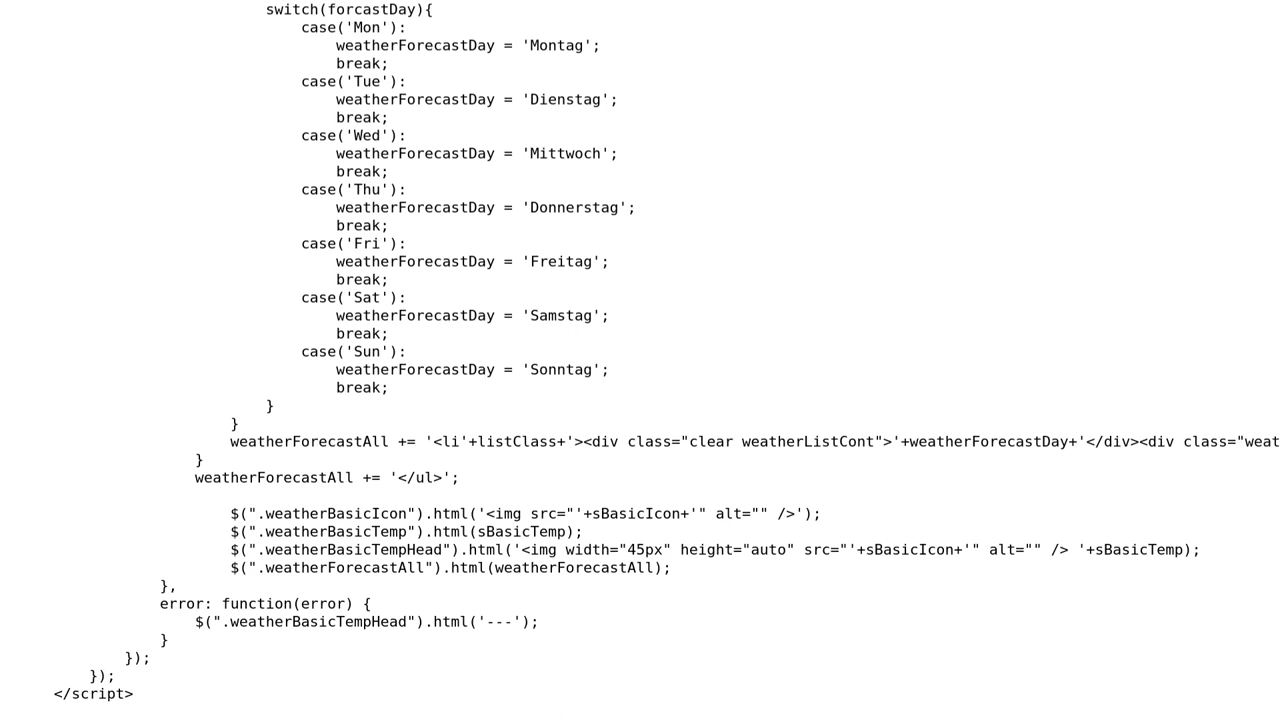 switch(forcastDay){
case('Mon'):
weatherForecastDay = 'Montag';
break;
case('Tue'):
weatherForecastDay = 'Dienstag';
break;
case('Wed'):
weatherForecastDay = 'Mittwoch';
break;
case('Thu'):
weatherForecastDay = 'Donnerstag';
break;
case('Fri'):
weatherForecastDay = 'Freitag';
break;
case('Sat'):
weatherForecastDay = 'Samstag';
break;
case('Sun'):
weatherForecastDay = 'Sonntag';
break;
}
}
weatherForecastAll += '<li'+listClass+'><div class="clear weatherListCont">'+weatherForecastDay+'</div><div class="weat
}
weatherForecastAll += '</ul>';
$(".weatherBasicIcon").html('<img src="'+sBasicIcon+'" alt="" />');
$(".weatherBasicTemp").html(sBasicTemp);
$(".weatherBasicTempHead").html('<img width="45px" height="auto" src="'+sBasicIcon+'" alt="" /> '+sBasicTemp);
$(".weatherForecastAll").html(weatherForecastAll);
},
error: function(error) {
$(".weatherBasicTempHead").html('---');
}
});
});
</script>